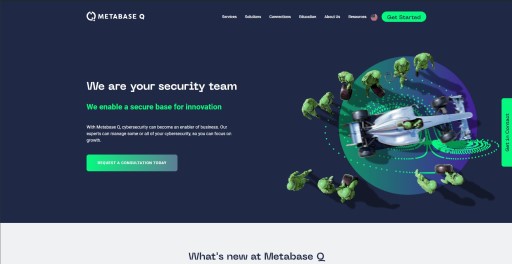 METABASE Q
Services Solutions Connections Education About Us Resources Get Started
We are your security team
We enable a secure base for innovation
With Metabase Q, cybersecurity can become an enabler of business. Our
experts can manage some or all of your cybersecurity, so you can focus on
growth.
REQUEST A CONSULTATION TODAY
Get in Contact
What's new at Metabase Q